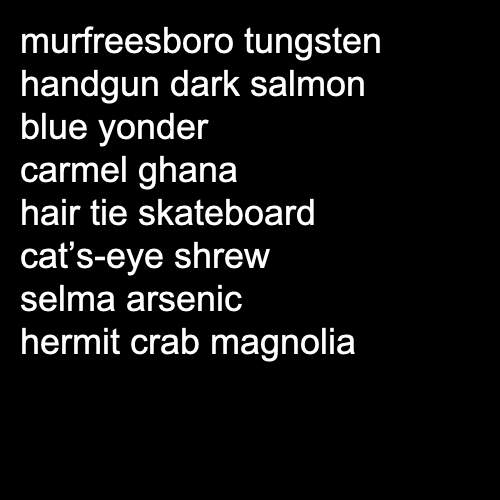 murfreesboro tungsten
handgun dark salmon
blue yonder
carmel ghana
hair tie skateboard
cat’s-eye shrew
selma arsenic
hermit crab magnolia